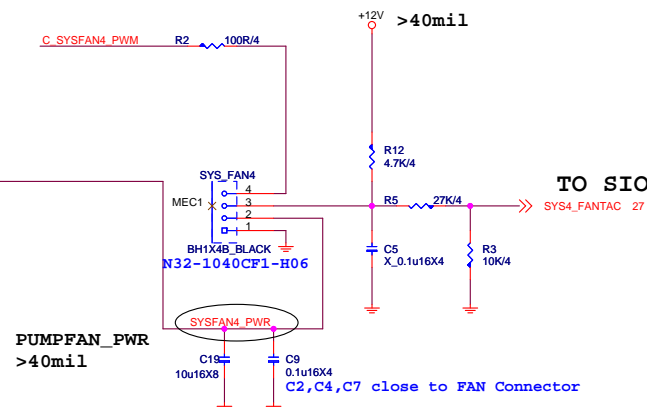 +12V >40mil
C_SYSFAN4_PWM R2 100R/4
R12
4.7K/4
SYS_FAN4
TO SIO
MEC1 4
3
2
1
R5 27K/4
SYS4_FANTAC 27
BH1X4B_BLACK
N32-1040CF1-H06
C5
X_0.1u16X4
R3
10K/4
SYSFAN4_PWR
PUMPFAN_PWR
>40mil
C19
10u16X8
C9
0.1u16X4
C2,C4,C7 close to FAN Connector